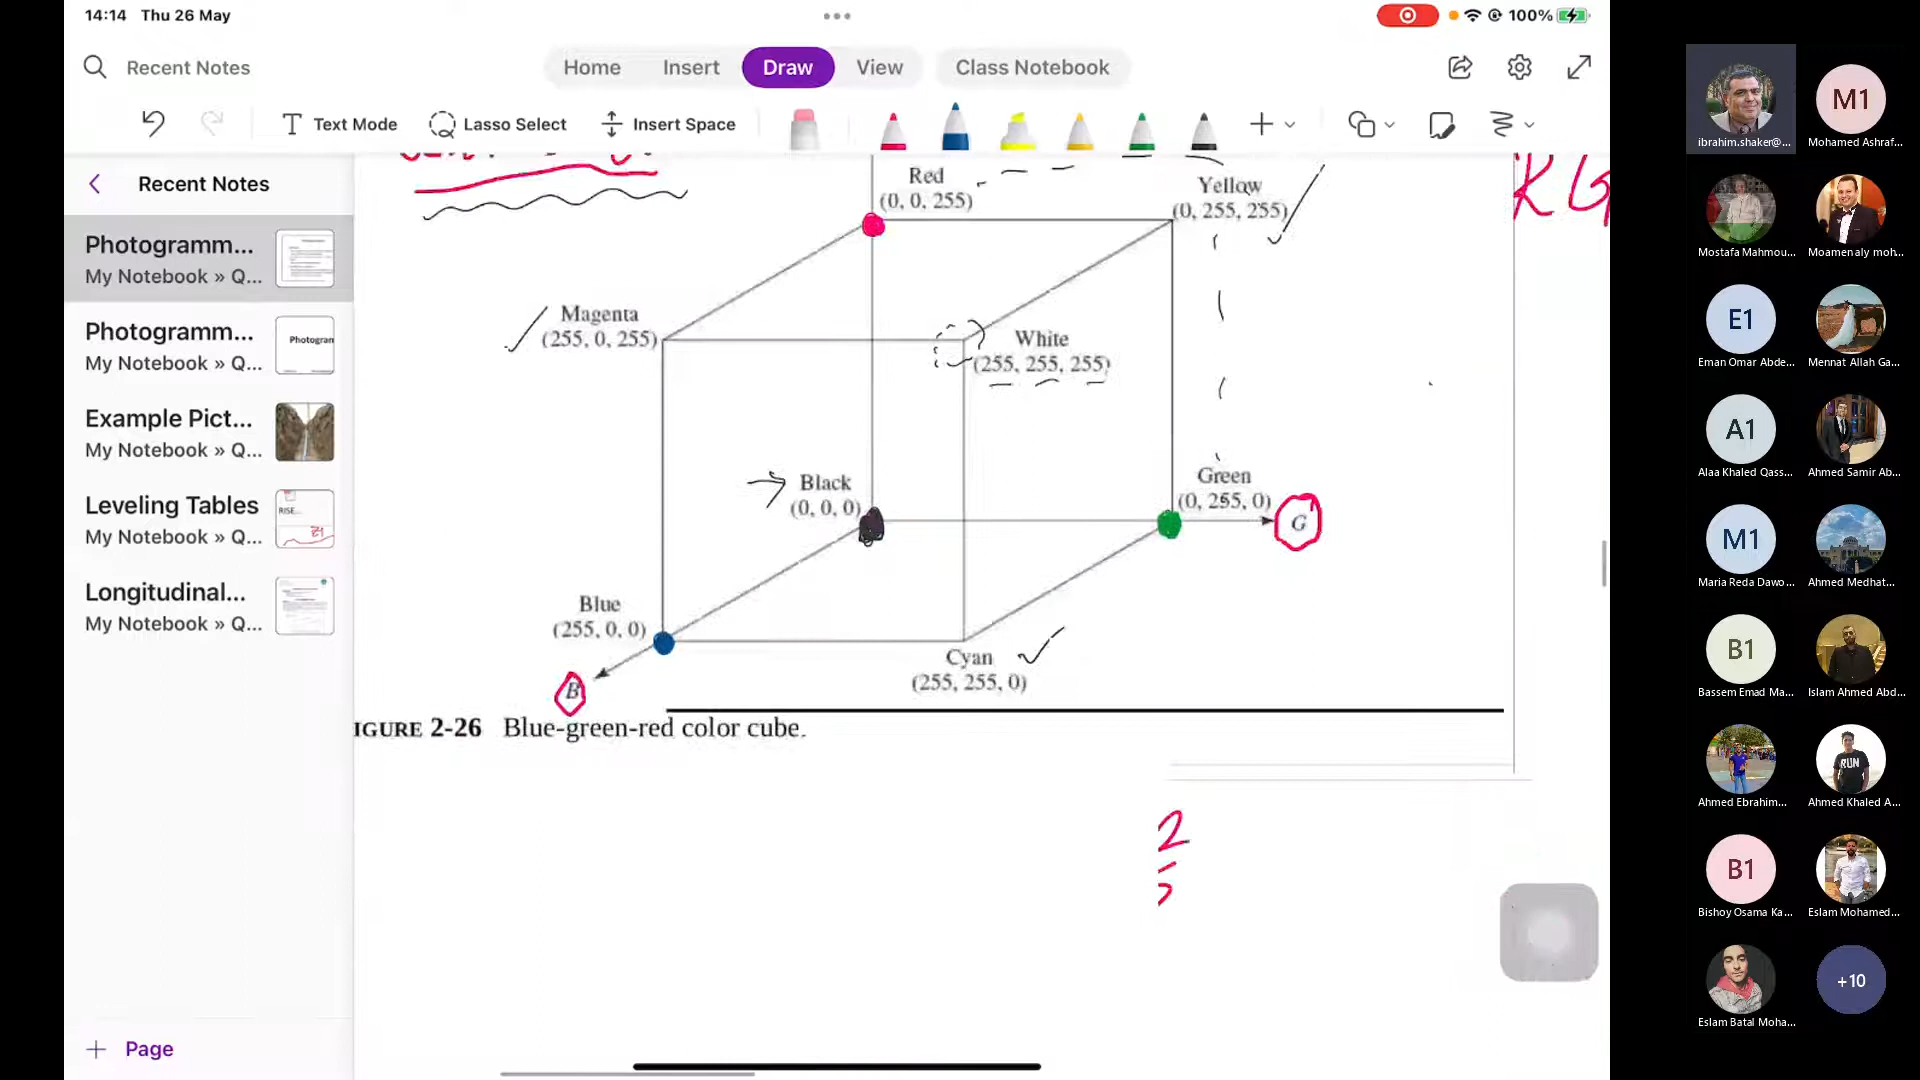 14:14 Thu 26 May
100%
Recent Notes
Home Insert Draw View Class Notebook
Text Mode Lasso Select Insert Space
Recent Notes
Photogramm...
My Notebook » Q...
Photogramm...
My Notebook » Q...
Photogram
Example Pict...
My Notebook » Q...
Leveling Tables
My Notebook » Q...
RISE...
Longitudinal...
My Notebook » Q...
Page
Red
(0, 0, 255)
Yellow
(0, 255, 255)
RG
Magenta
(255, 0, 255)
White
(255, 255, 255)
Black
(0, 0, 0)
Green
(0, 255, 0)
G
Blue
(255, 0, 0)
B
Cyan
(255, 255, 0)
IGURE 2-26 Blue-green-red color cube.
2
ibrahim.shaker@...
M1
Mohamed Ashraf...
Mostafa Mahmou...
Moamenaly moh...
E1
Eman Omar Abde...
Mennat Allah Ga...
A1
Alaa Khaled Qass...
Ahmed Samir Ab...
M1
Maria Reda Dawo...
Ahmed Medhat...
B1
Bassem Emad Ma...
Islam Ahmed Abd...
Ahmed Ebrahim...
RUN
Ahmed Khaled A...
B1
Bishoy Osama Ka...
Eslam Mohamed...
Eslam Batal Moha...
+10